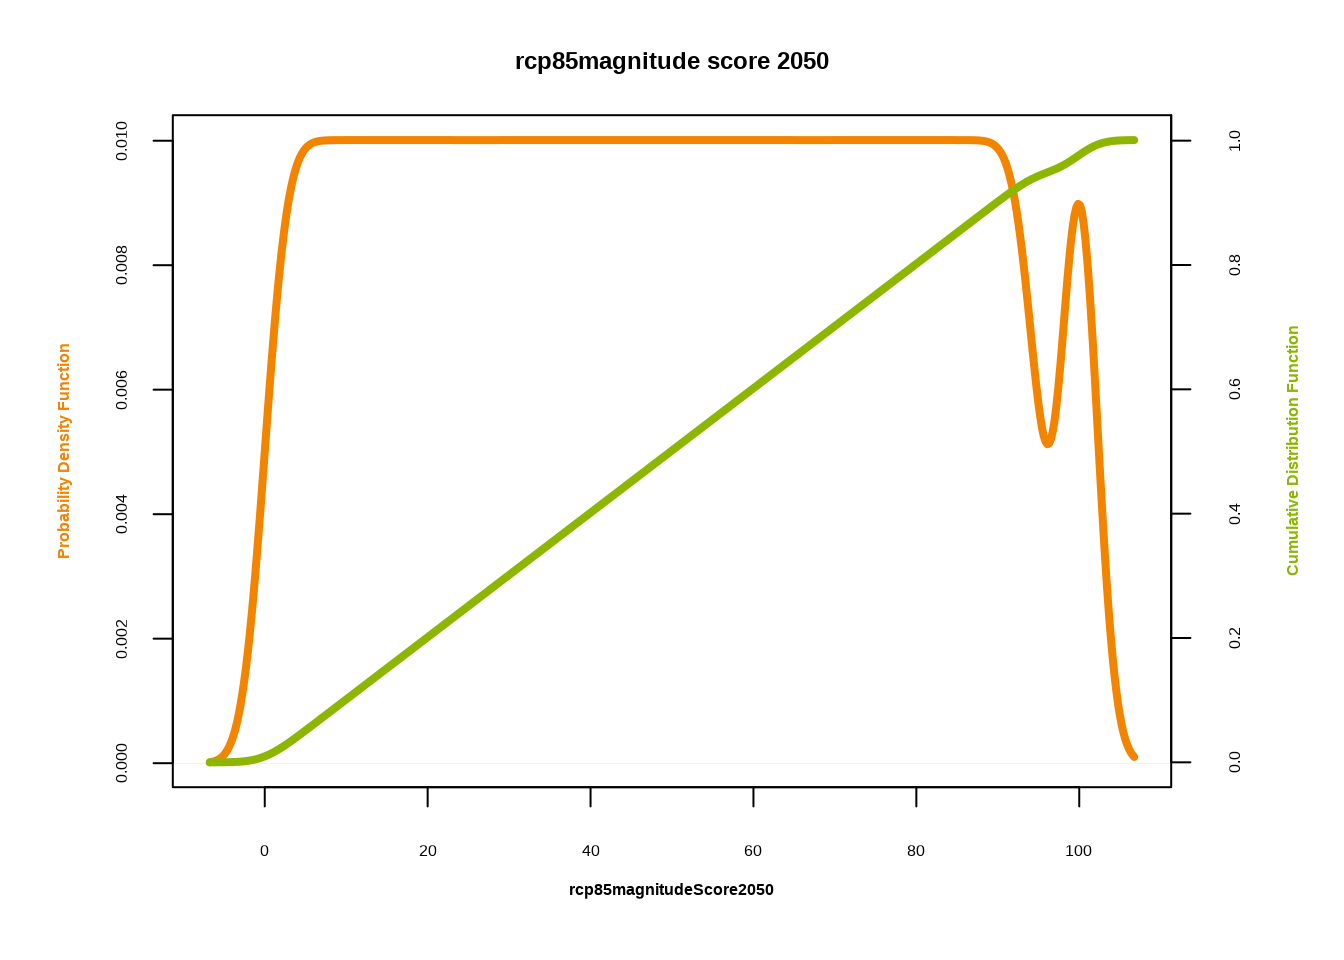 rcp85magnitude score 2050
Probability Density Function
0.010
0.008
0.006
0.004
0.002
0.000
1.0
0.8
0.6
0.4
0.2
0.0
Cumulative Distribution Function
0 20 40 60 80 100
rcp85magnitudeScore2050